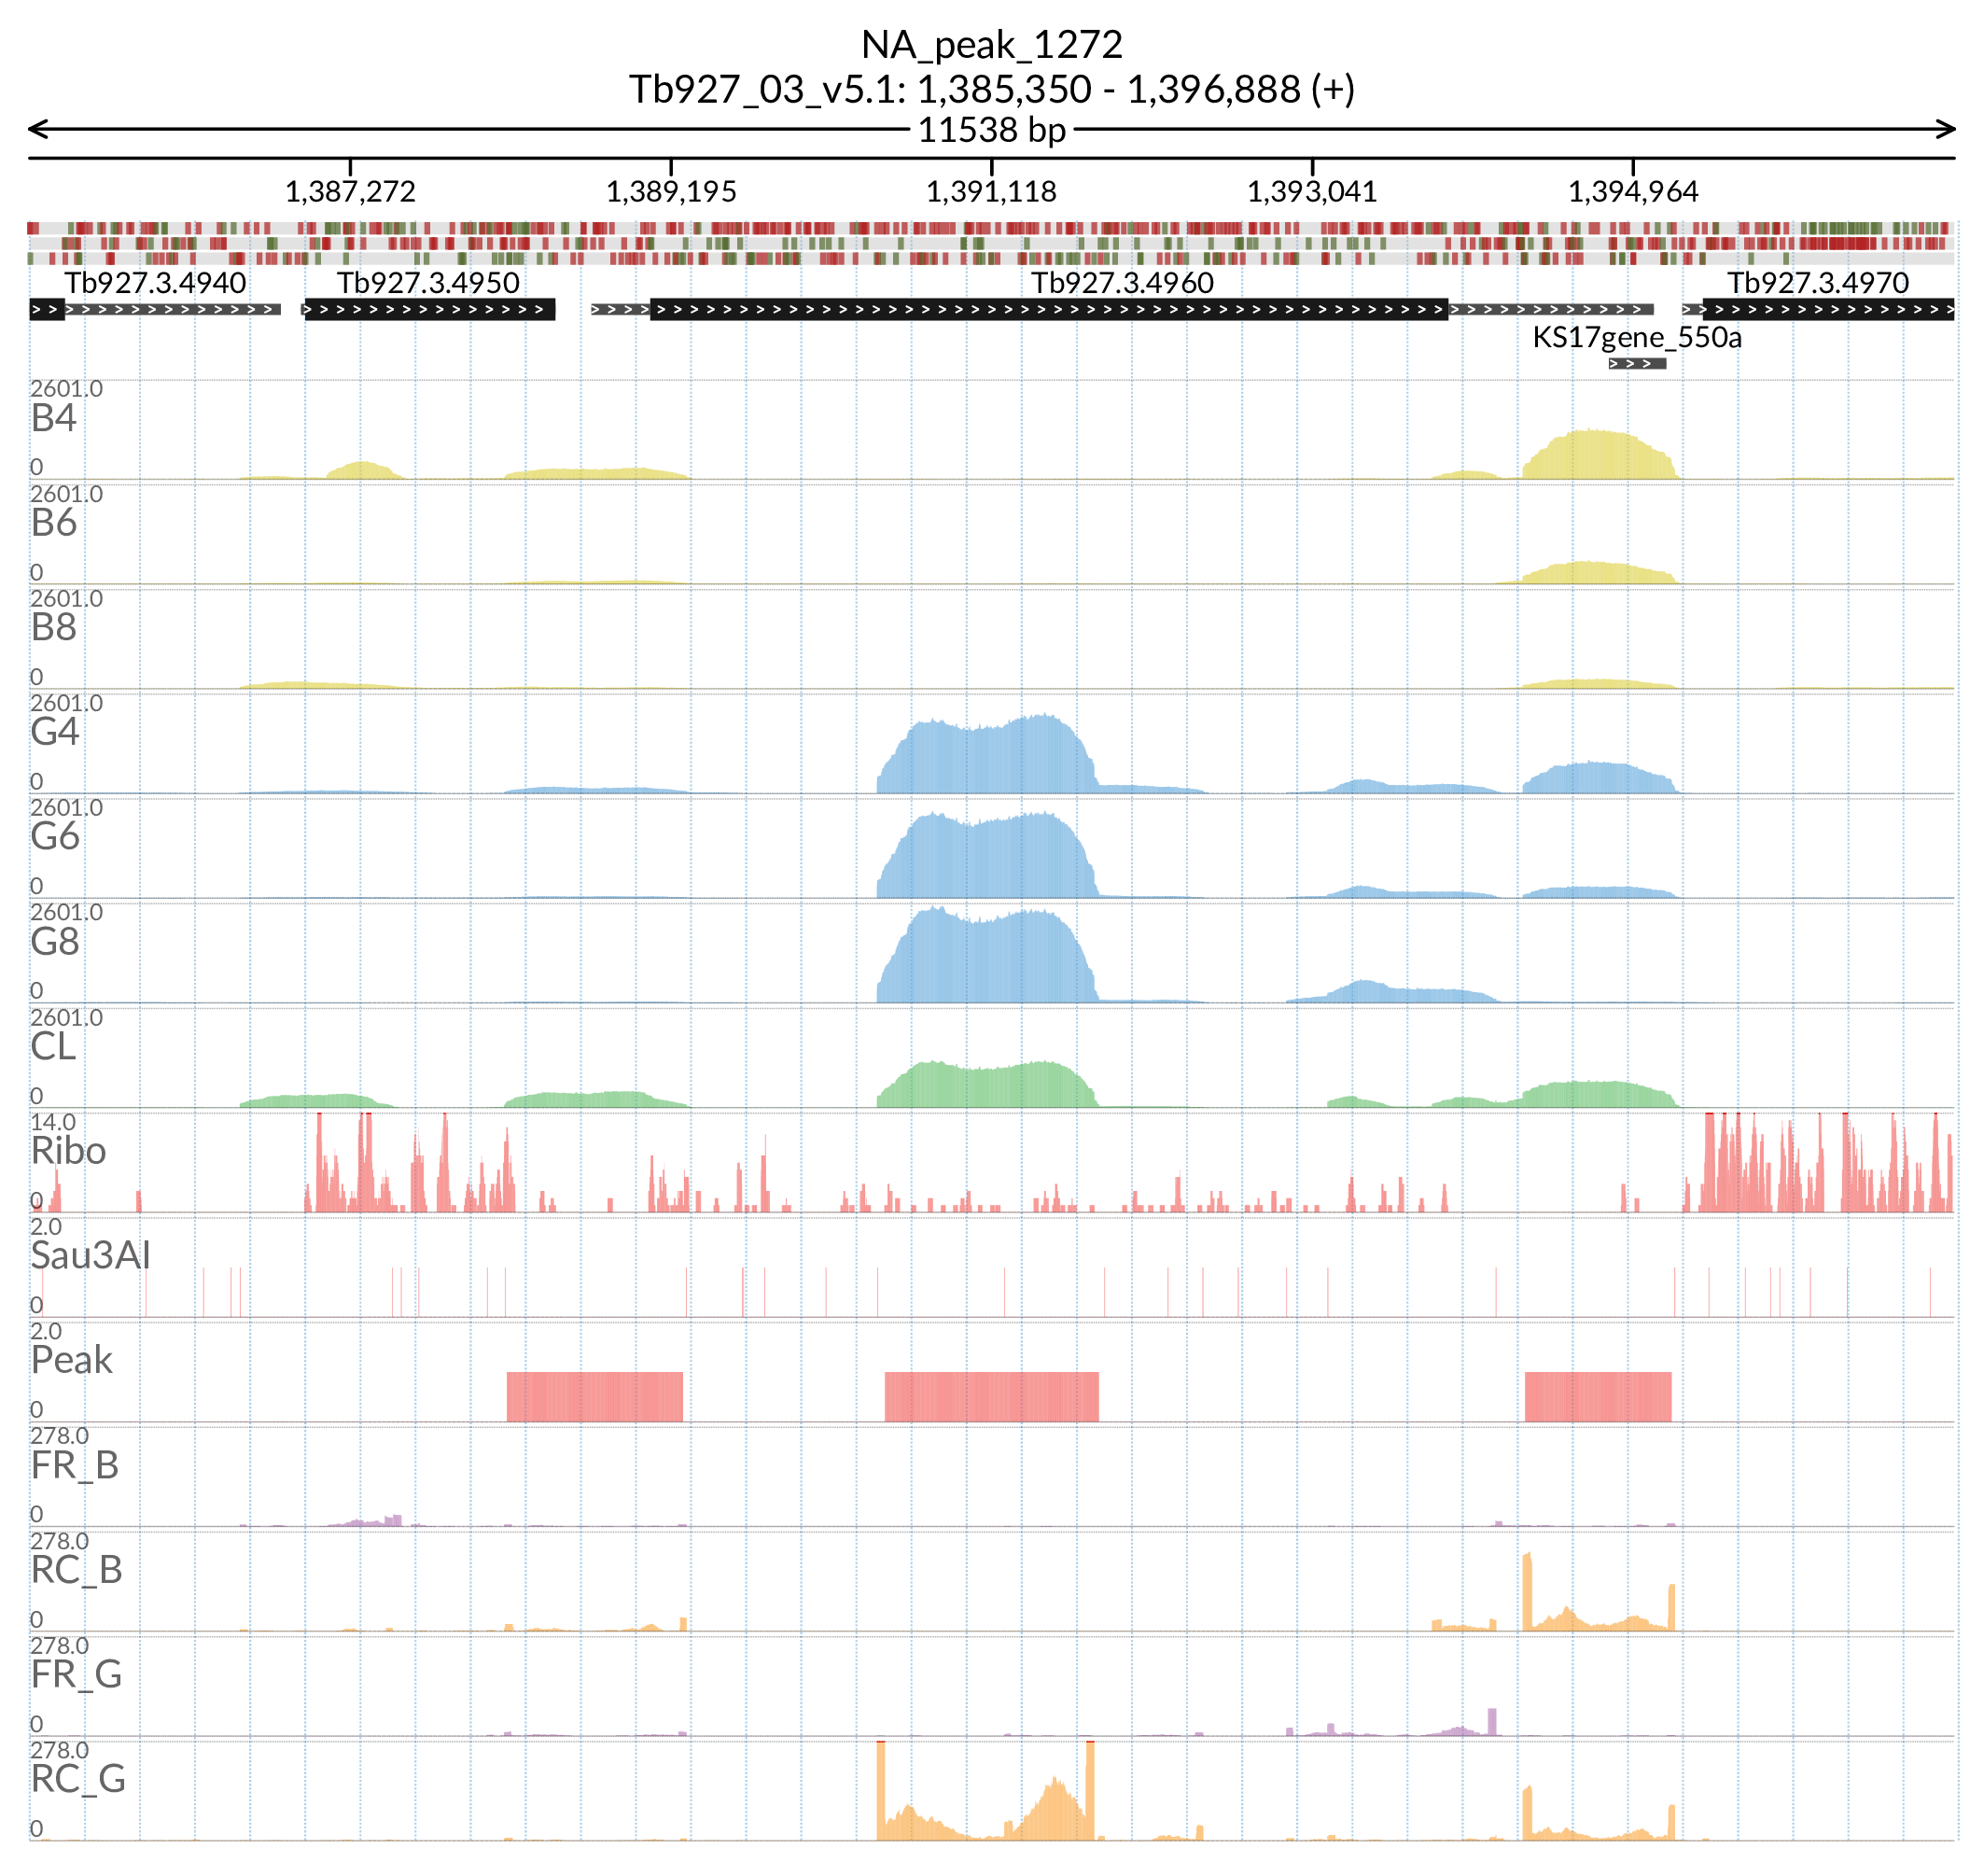 NA_peak_1272
Tb927_03_v5.1: 1,385,350 - 1,396,888 (+)
11538 bp
1,387,272 1,389,195 1,391,118 1,393,041 1,394,964
Tb927.3.4940 Tb927.3.4950 Tb927.3.4960 Tb927.3.4970
KS17gene_550a
2601.0
B4
0
2601.0
B6
0
2601.0
B8
0
2601.0
G4
0
2601.0
G6
0
2601.0
G8
0
2601.0
CL
0
14.0
Ribo
0
2.0
Sau3AI
0
2.0
Peak
0
278.0
FR_B
0
278.0
RC_B
0
278.0
FR_G
0
278.0
RC_G
0